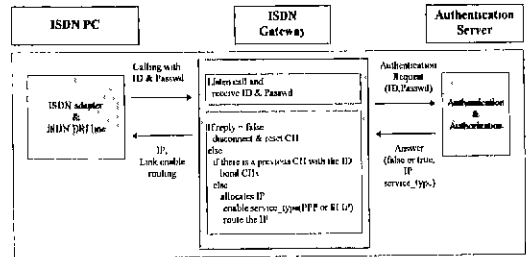 ISDN PC
ISDN
Gateway
Authentication
Server
Calling with
ID & Passwd
ISDN adapter
&
ISDN BRI line
IP,
Link enable
routing
Listen call and
receive ID & Passwd
If reply = false
disconnect & reset CH
else
if there is a previous CH with the ID
bond CHs
else
allocates IP
enable service_type(PPP or
route the IP
Authentication
Request
(ID,Passwd)
Authentication
&
Authorization
Answer
(false or true,
IP
service_type)